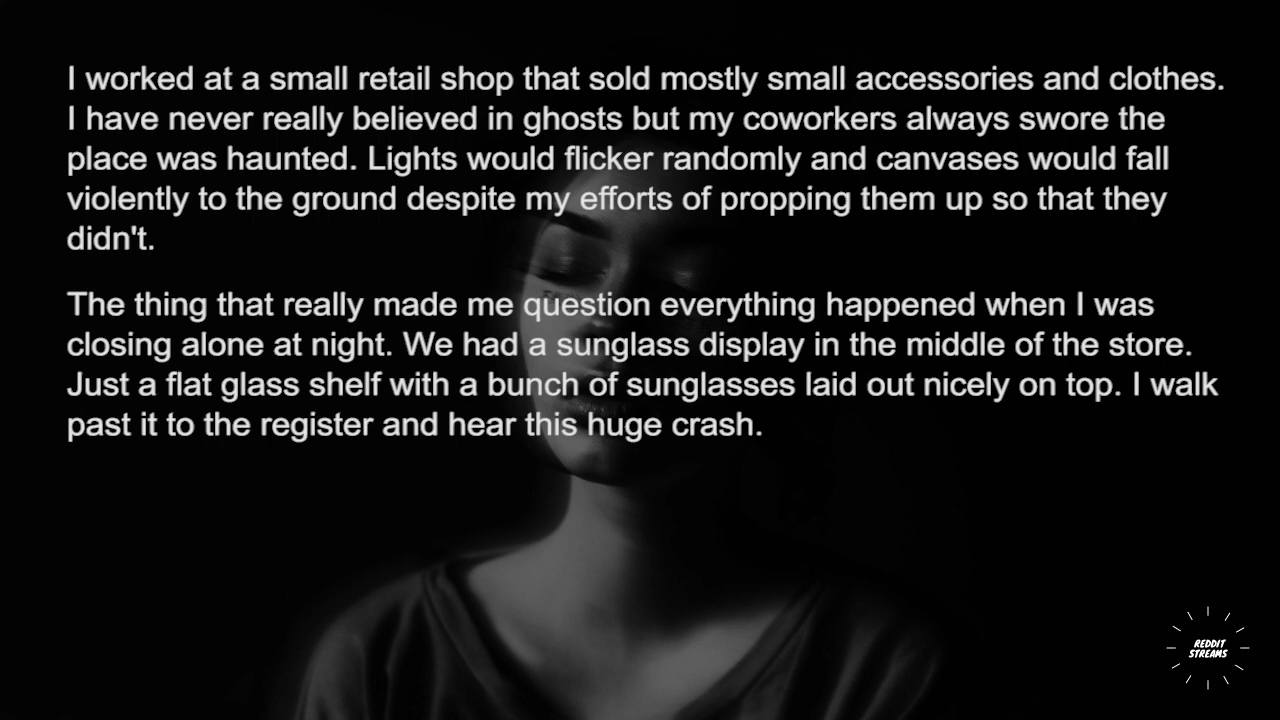 I worked at a small retail shop that sold mostly small accessories and clothes.
I have never really believed in ghosts but my coworkers always swore the
place was haunted. Lights would flicker randomly and canvases would fall
violently to the ground despite my efforts of propping them up so that they
didn't.
The thing that really made me question everything happened when I was
closing alone at night. We had a sunglass display in the middle of the store.
Just a flat glass shelf with a bunch of sunglasses laid out nicely on top. I walk
past it to the register and hear this huge crash.
REDDIT
STREAMS